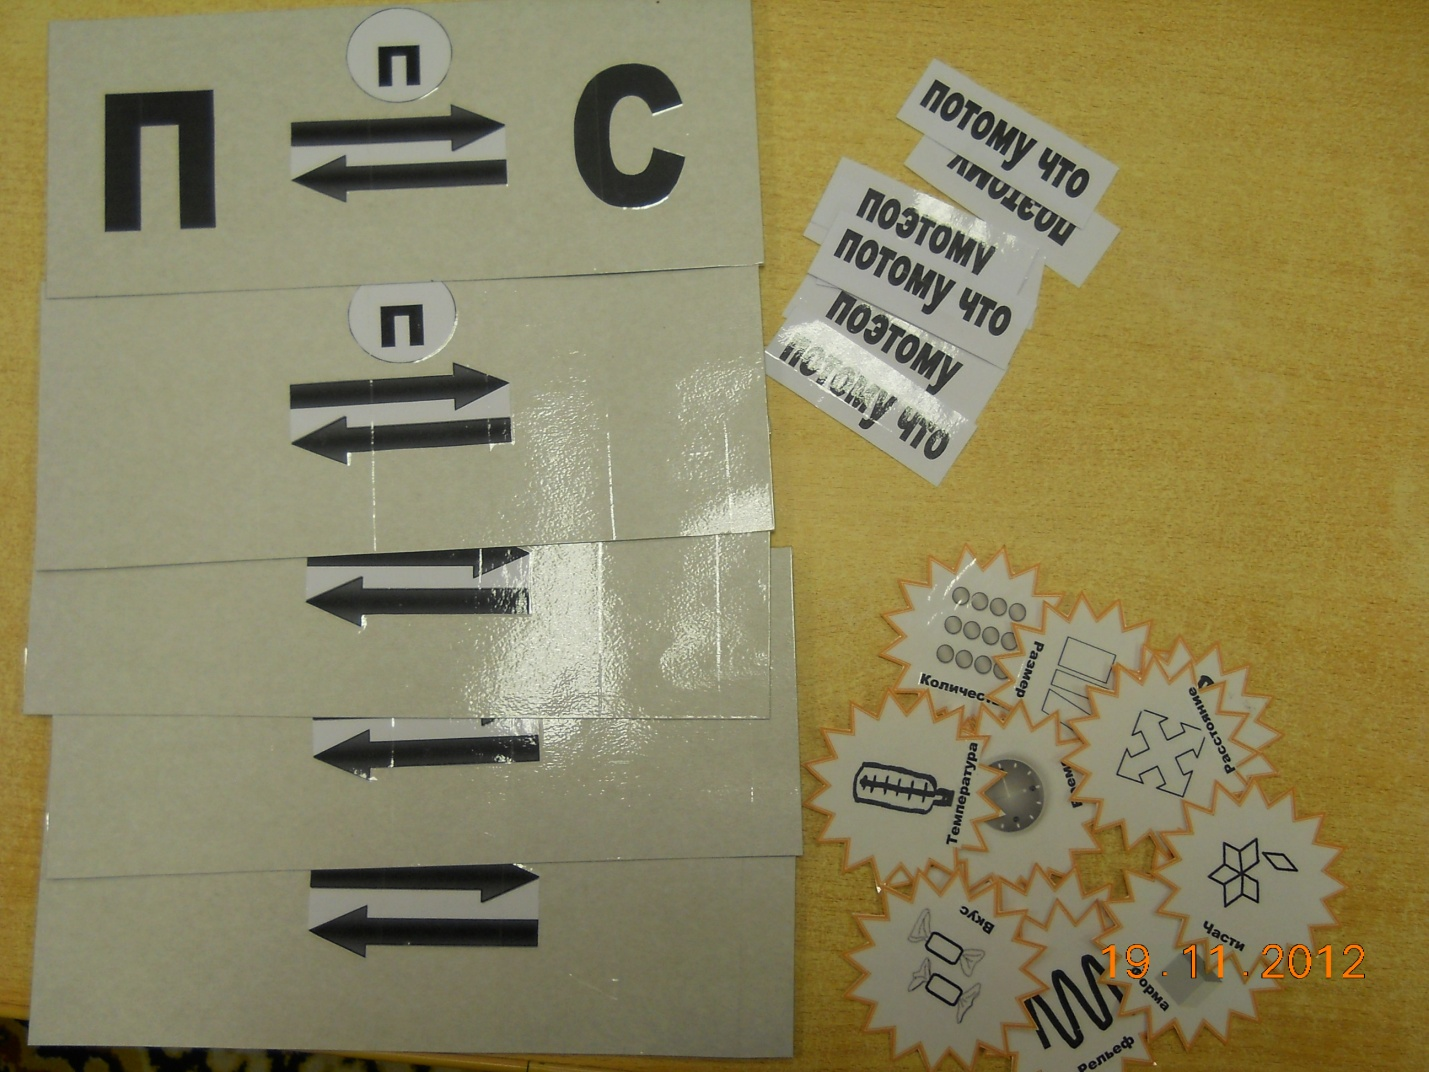 П
П
С
П
потому что
поэтому
поэтому
потому что
поэтому
потому что
Количес
Размер
Расстояние
Температура
Части
Вкус
Рельеф
19.11.2012